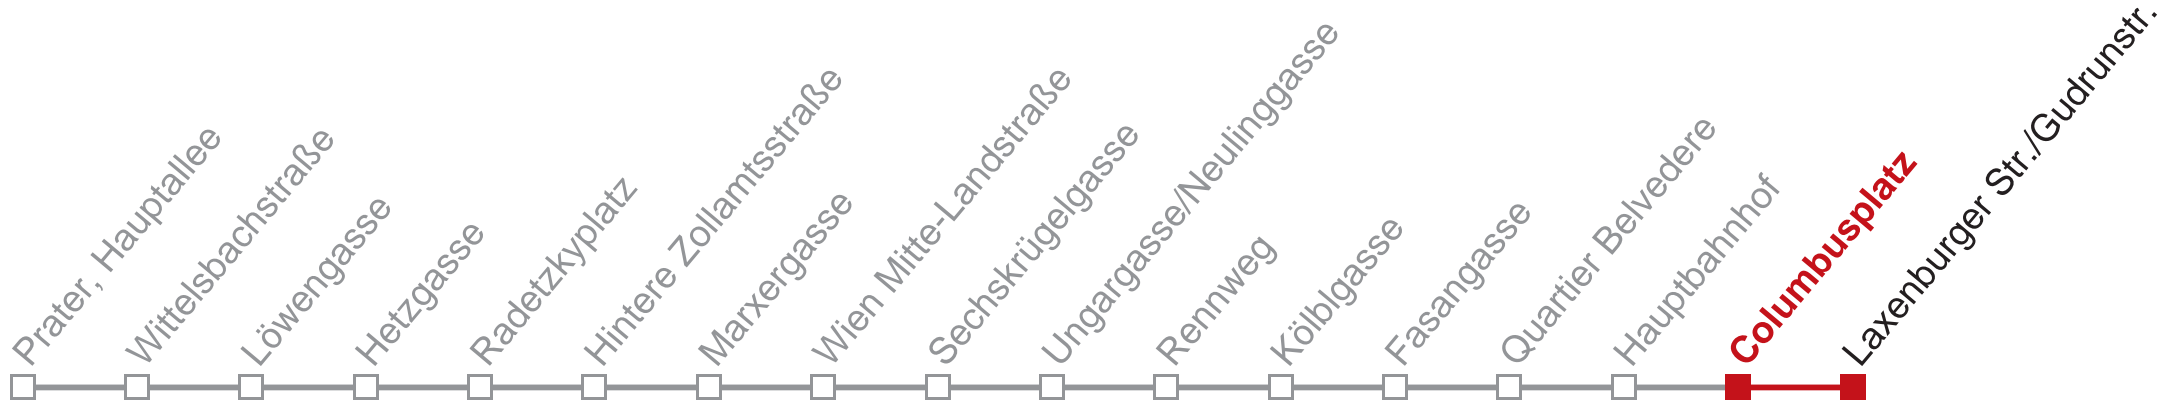 Prater, Hauptallee
Wittelsbachstraße
Löwengasse
Hetzgasse
Radetzkyplatz
Hintere Zollamtsstraße
Marxergasse
Wien Mitte-Landstraße
Sechskrügelgasse
Ungargasse/Neulinggasse
Rennweg
Kölblgasse
Fasangasse
Quartier Belvedere
Hauptbahnhof
Columbusplatz
Laxenburger Str./Gudrunstr.